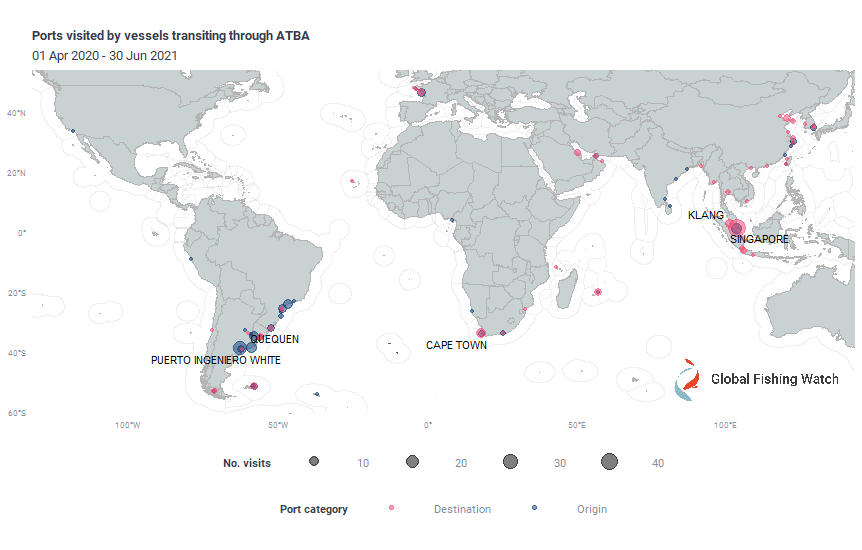 Ports visited by vessels transiting through ATBA
01 Apr 2020 - 30 Jun 2021
40°N
20°N
0°
20°S
40°S
60°S
KLANG
SINGAPORE
QUEQUEN
PUERTO INGENIERO WHITE
CAPE TOWN
Global Fishing Watch
100°W
50°W
0°
50°E
100°E
No. visits
10
20
30
40
Port category
Destination
Origin